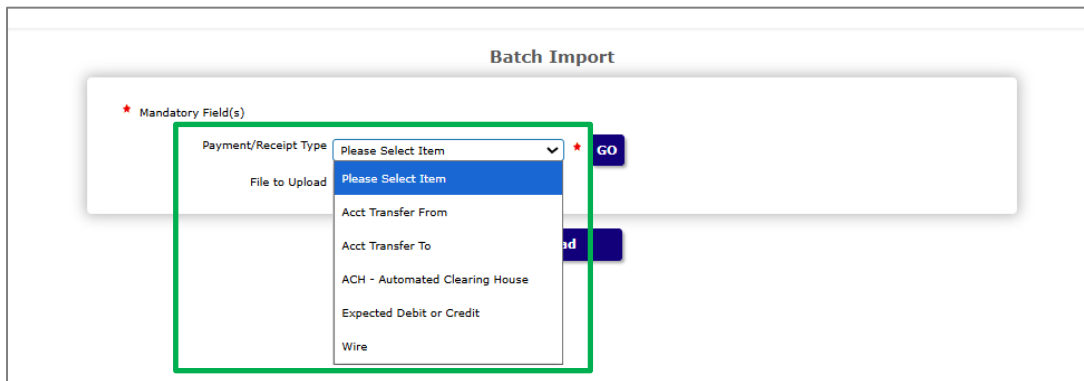 Batch Import
* Mandatory Field(s)
Payment/Receipt Type Please Select Item * GO
File to Upload Please Select Item
Acct Transfer From
Acct Transfer To
ad
ACH - Automated Clearing House
Expected Debit or Credit
Wire